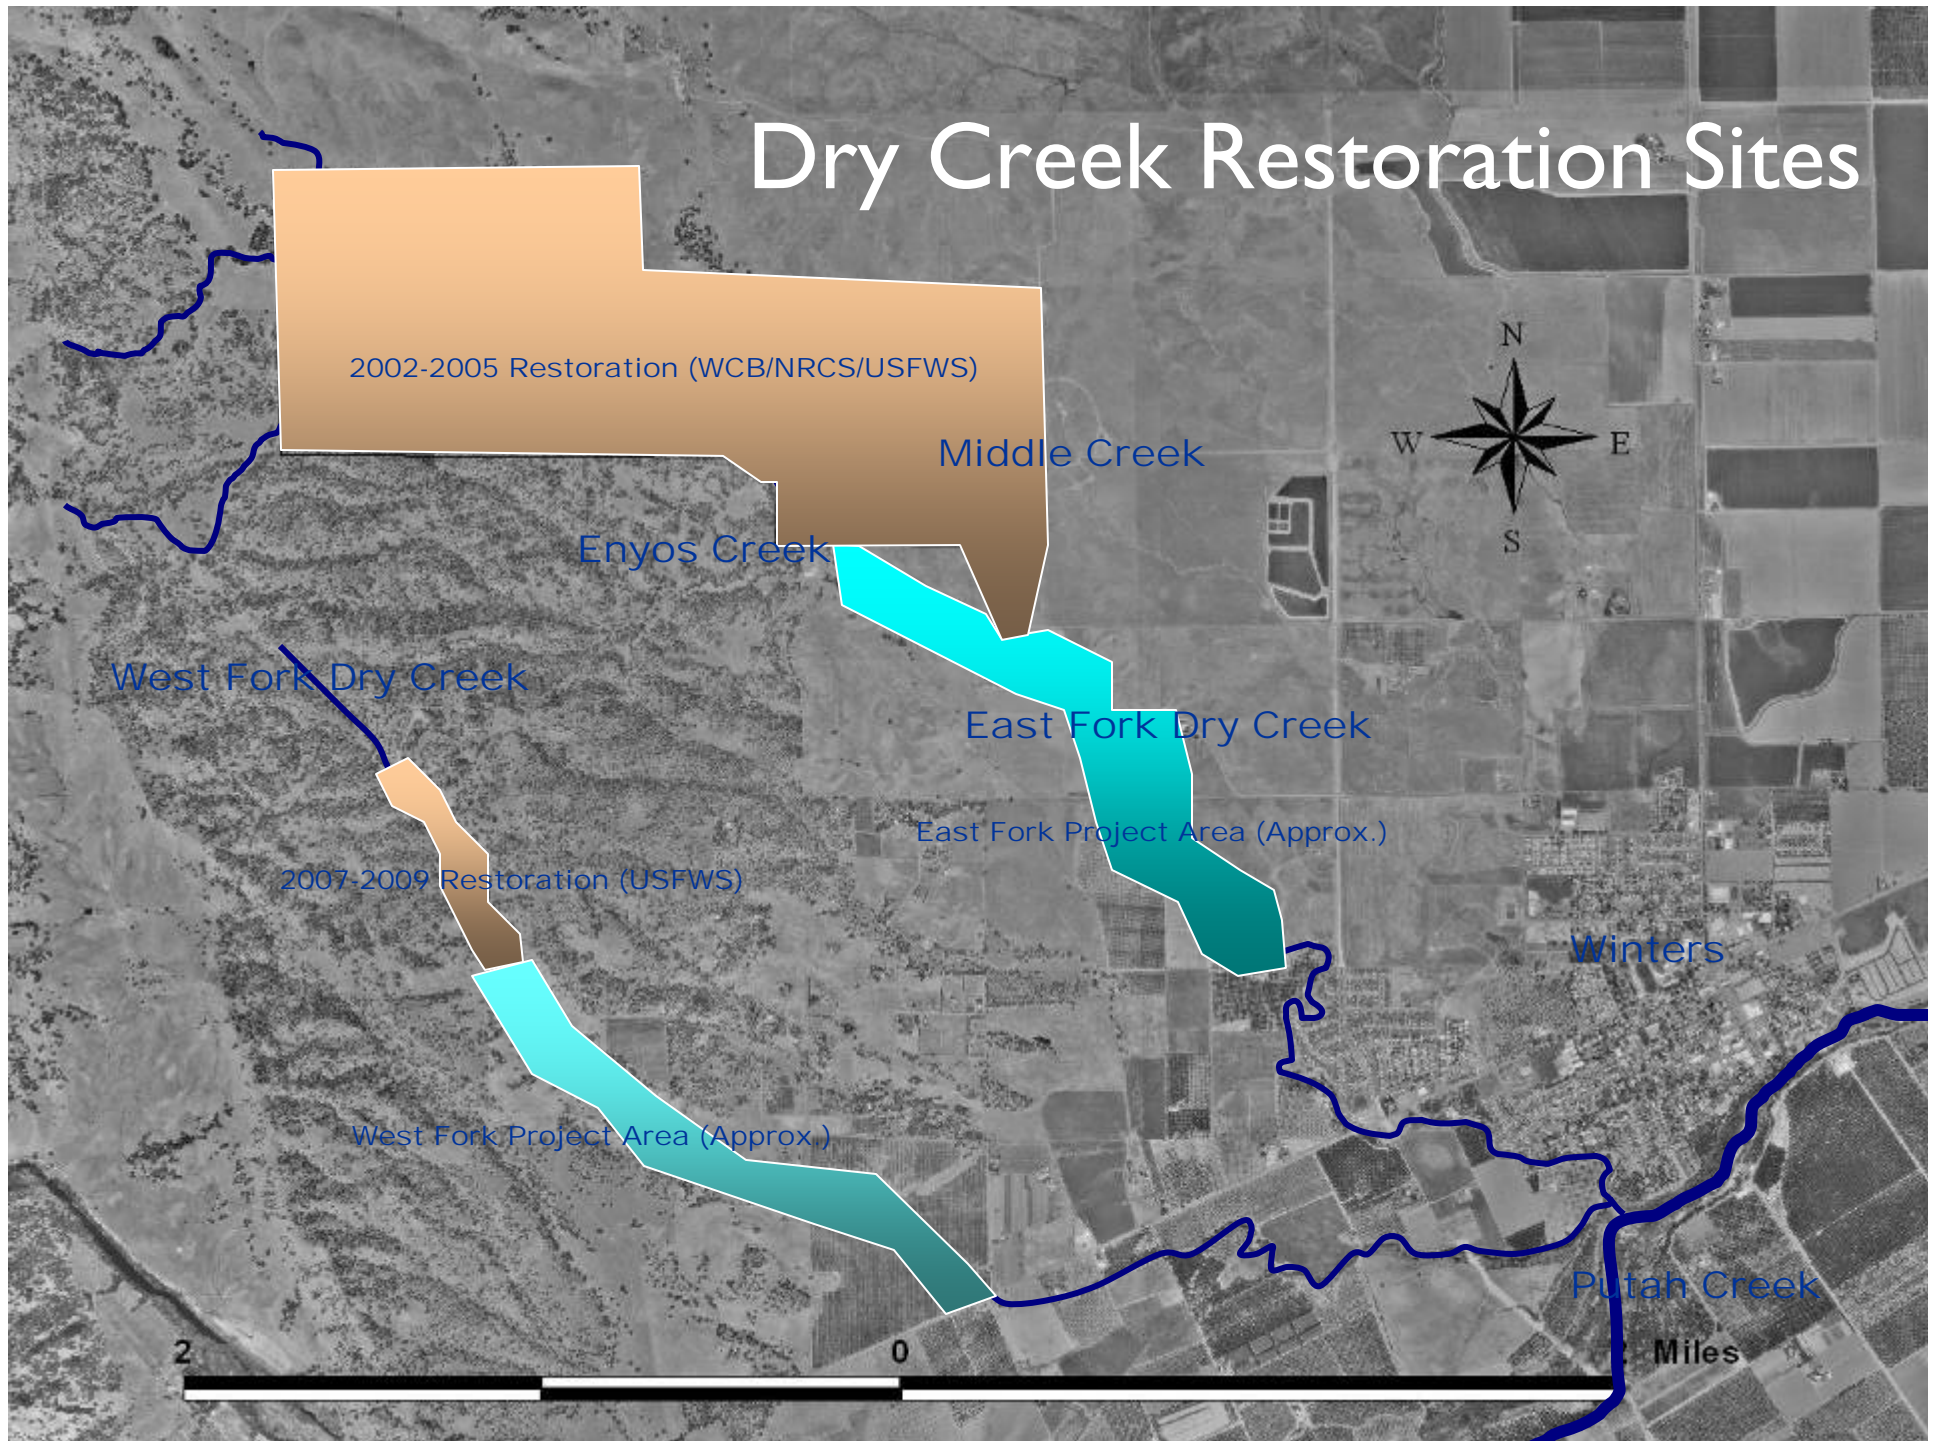 Dry Creek Restoration Sites
N
W E
S
2002-2005 Restoration (WCB/NRCS/USFWS)
Middle Creek
Enyos Creek
West Fork Dry Creek
East Fork Dry Creek
East Fork Project Area (Approx.)
2007-2009 Restoration (USFWS)
Winters
West Fork Project Area (Approx.)
Putah Creek
2 0 Miles